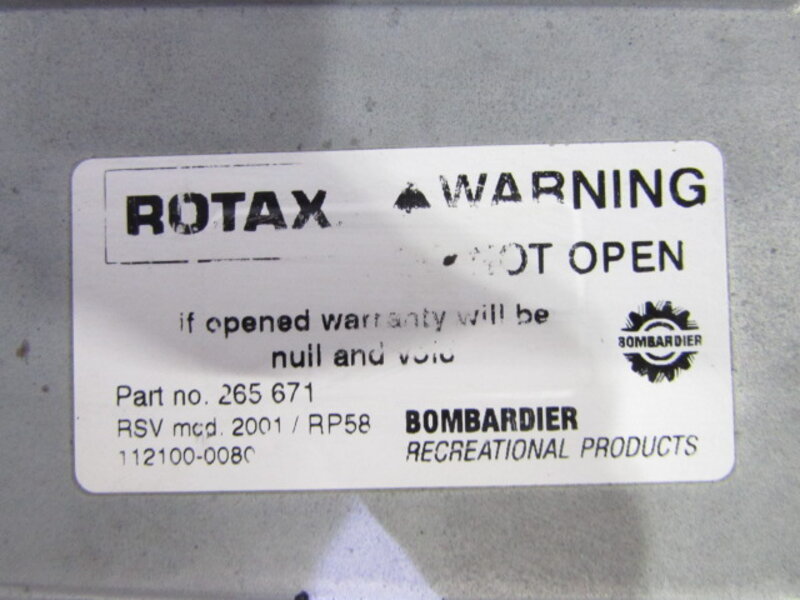 ROTAX
WARNING
NOT OPEN
if opened warranty will be
null and void
BOMBARDIER
Part no. 265 671
RSV mod. 2001 / RP58
112100-0080
BOMBARDIER
RECREATIONAL PRODUCTS